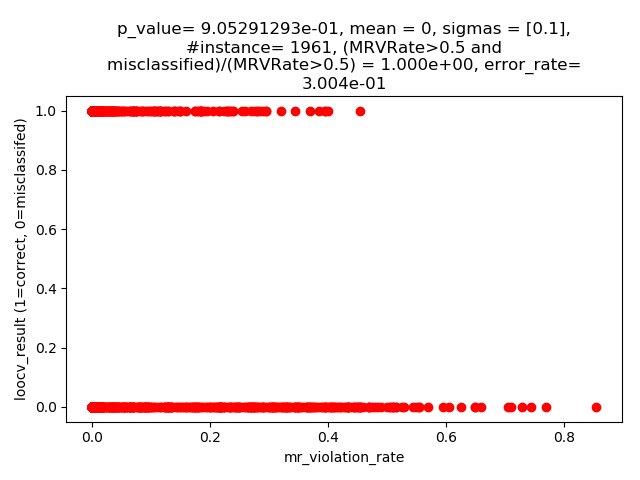 p_value= 9.05291293e-01, mean = 0, sigmas = [0.1],
#instance= 1961, (MRVRate>0.5 and
misclassified)/(MRVRate>0.5) = 1.000e+00, error_rate=
3.004e-01
1.0
0.8
0.6
0.4
0.2
0.0
loocv_result (1=correct, 0=misclassifed)
0.0 0.2 0.4 0.6 0.8
mr_violation_rate